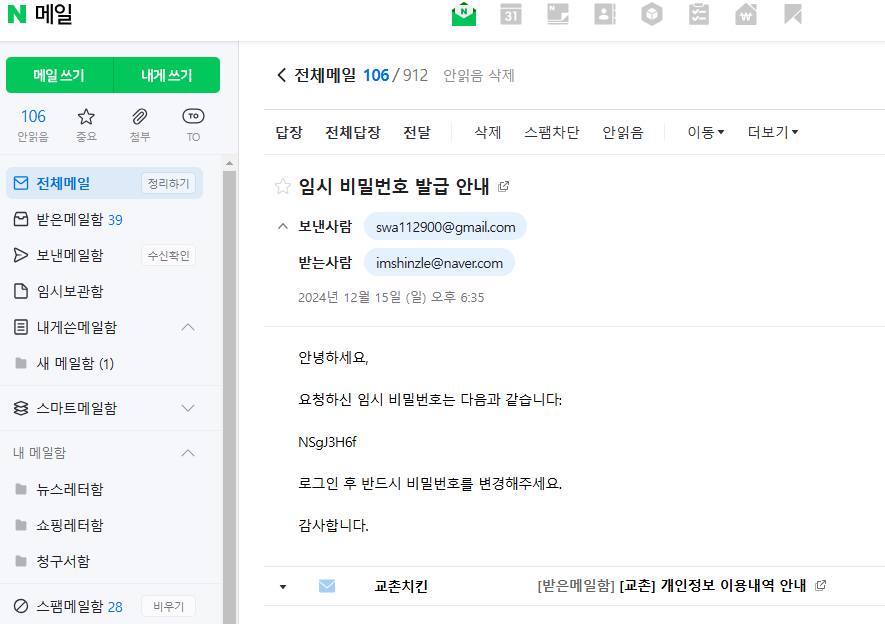 N 메일
N 31 N ₩
메일 쓰기 내게 쓰기
106 안읽음
중요
첨부
TO TO
전체메일 정리하기
받은메일함 39
보낸메일함 수신확인
임시보관함
내게쓴메일함
새 메일함 (1)
스마트메일함
내 메일함
뉴스레터함
쇼핑레터함
청구서함
스팸메일함 28 비우기
전체메일 106 / 912 안읽음 삭제
답장 전체답장 전달 삭제 스팸차단 안읽음 이동 더보기
임시 비밀번호 발급 안내
보낸사람 swa112900@gmail.com
받는사람 imshinzle@naver.com
2024년 12월 15일 (일) 오후 6:35
안녕하세요,
요청하신 임시 비밀번호는 다음과 같습니다:
NSgJ3H6f
로그인 후 반드시 비밀번호를 변경해주세요.
감사합니다.
교촌치킨 [받은메일함] [교촌] 개인정보 이용내역 안내